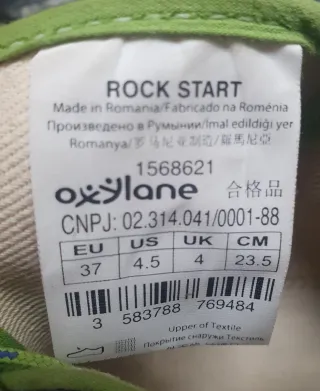 ROCK START
Made in Romania/Fabricado na Roménia
Произведено в Румынии/Imal edildiği yer
Romanya/罗马尼亚制造/羅馬尼亞
1568621
oxylane 合格品
CNPJ: 02.314.041/0001-88
EU US UK CM
37 4.5 4 23.5
3 583788 769484
Upper of Textile
Покрытие снаружи Текстиль